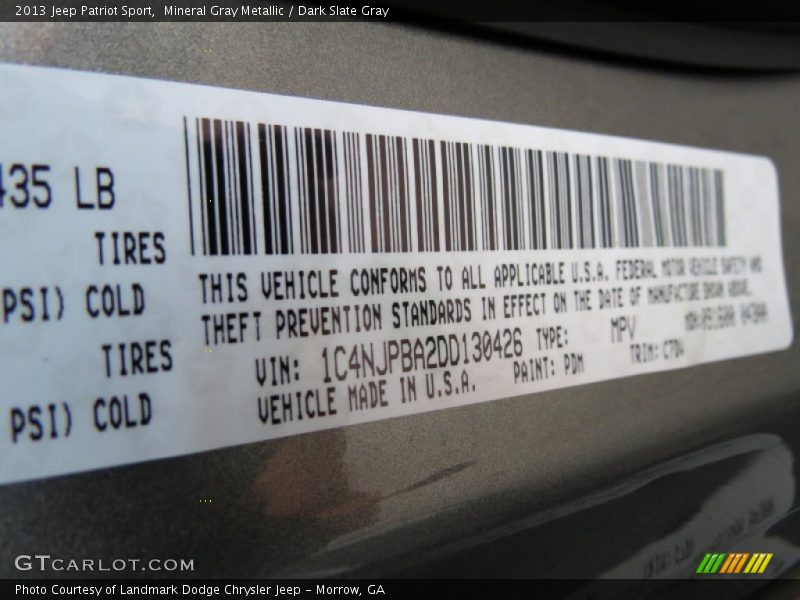 2013 Jeep Patriot Sport,  Mineral Gray Metallic / Dark Slate Gray
435 LB
TIRES
PSI) COLD
TIRES
PSI) COLD
THIS VEHICLE CONFORMS TO ALL APPLICABLE U.S.A. FEDERAL MOTOR VEHICLE SAFETY AND
THEFT PREVENTION STANDARDS IN EFFECT ON THE DATE OF MANUFACTURE SHOWN ABOVE.
VIN: 1C4NJPBA2DD130426 TYPE: MPV
VEHICLE MADE IN U.S.A. PAINT: PDM TRIM:
GTCARLOT.COM
Photo Courtesy of Landmark Dodge Chrysler Jeep - Morrow, GA